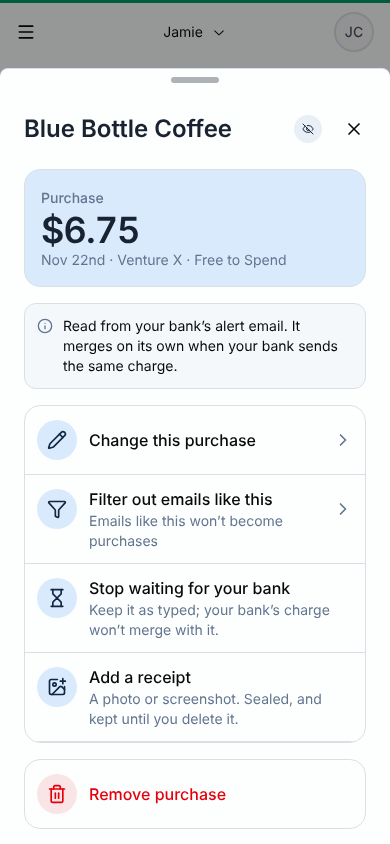 Jamie
JC
Blue Bottle Coffee
Purchase
$6.75
Nov 22nd · Venture X · Free to Spend
Read from your bank’s alert email. It
merges on its own when your bank sends
the same charge.
Change this purchase
Filter out emails like this
Emails like this won’t become
purchases
Stop waiting for your bank
Keep it as typed; your bank’s charge
won’t merge with it.
Add a receipt
A photo or screenshot. Sealed, and
kept until you delete it.
Remove purchase